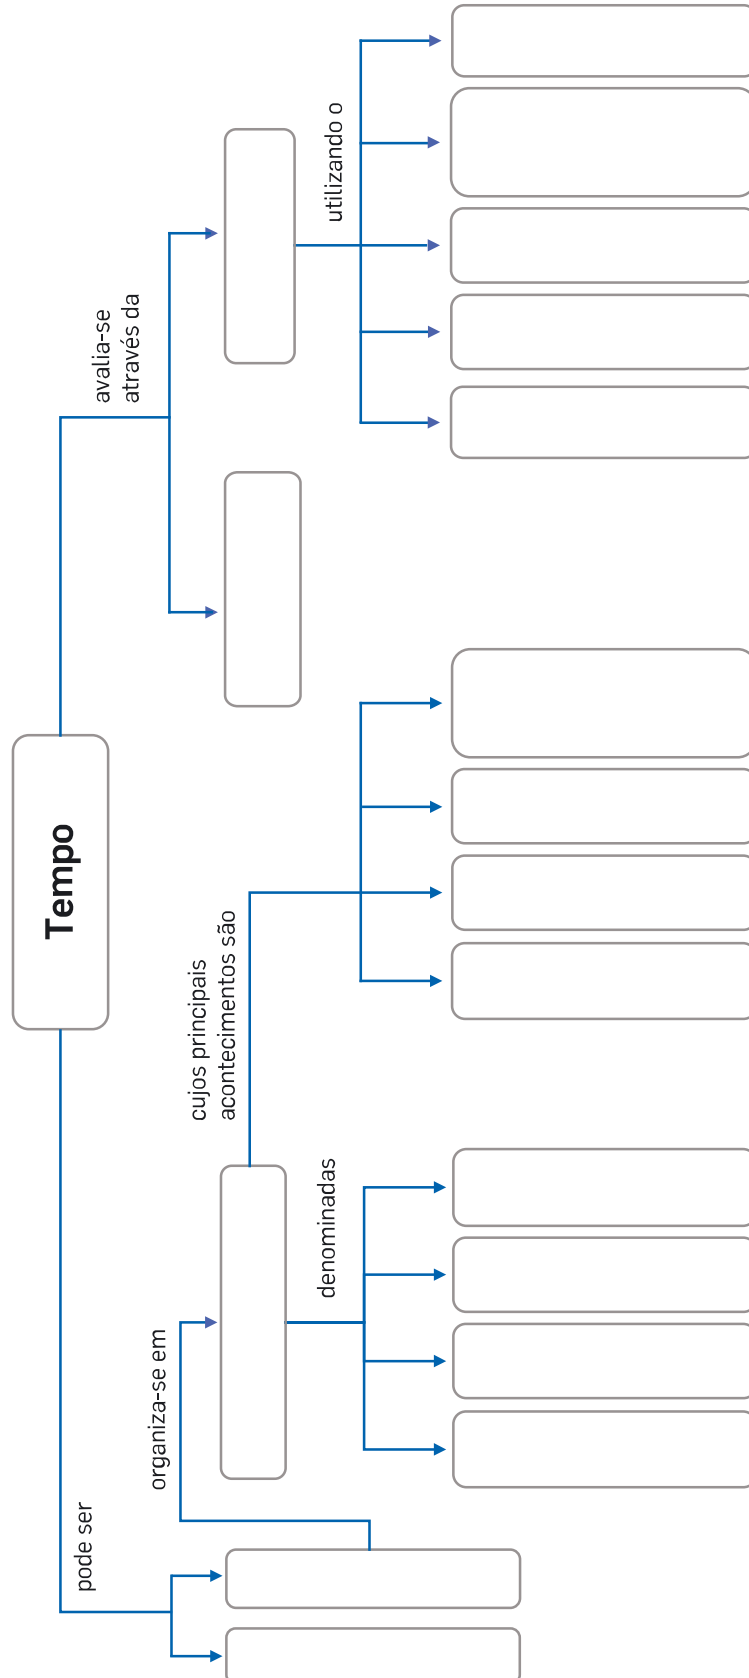 Tempo
pode ser
organiza-se em
denominadas
cujos principais
acontecimentos são
avalia-se
através da
utilizando o